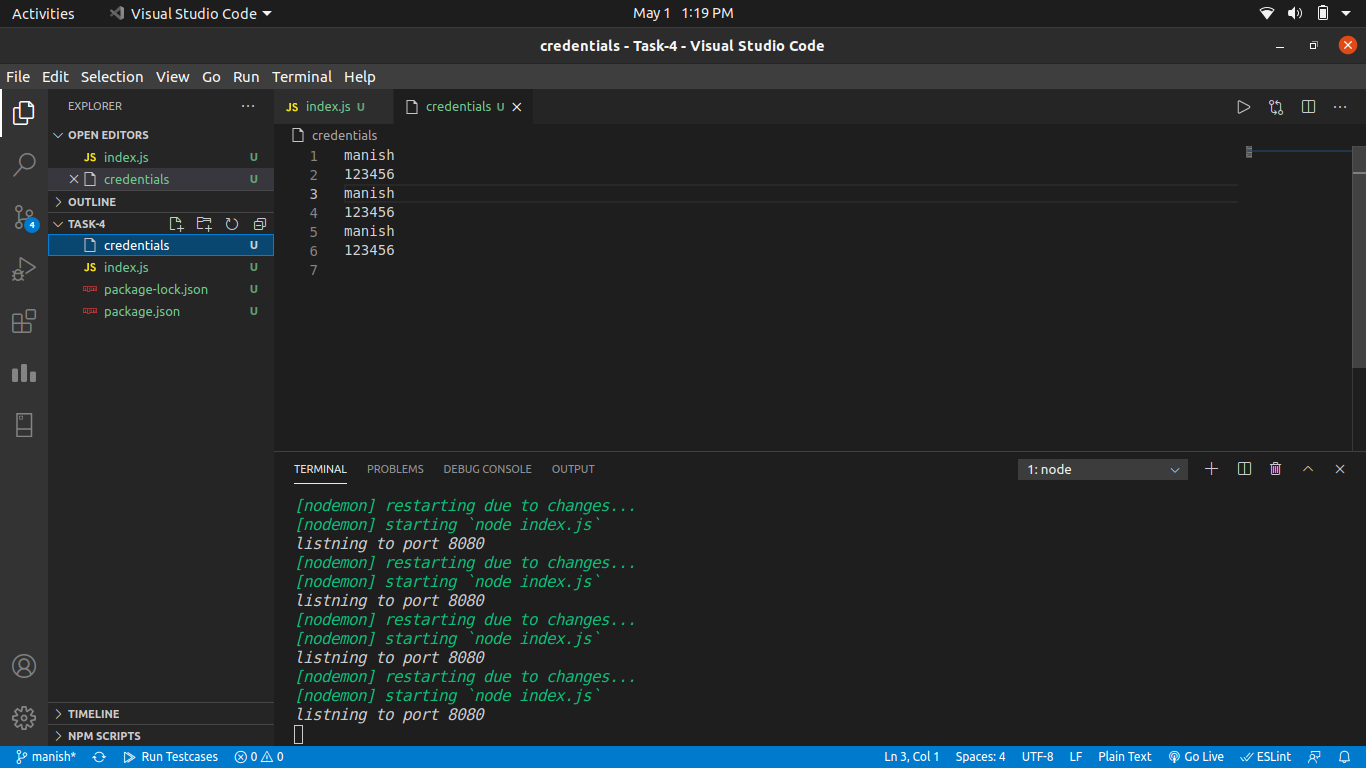 Activities Visual Studio Code May 1 1:19 PM
credentials - Task-4 - Visual Studio Code
File Edit Selection View Go Run Terminal Help
EXPLORER
OPEN EDITORS
JS index.js U
credentials U
OUTLINE
TASK-4
credentials U
JS index.js U
package-lock.json U
package.json U
TIMELINE
NPM SCRIPTS
4
JS index.js U credentials U
credentials
1 manish
2 123456
3 manish
4 123456
5 manish
6 123456
7
TERMINAL PROBLEMS DEBUG CONSOLE OUTPUT 1: node
[nodemon] restarting due to changes...
[nodemon] starting `node index.js`
listning to port 8080
[nodemon] restarting due to changes...
[nodemon] starting `node index.js`
listning to port 8080
[nodemon] restarting due to changes...
[nodemon] starting `node index.js`
listning to port 8080
[nodemon] restarting due to changes...
[nodemon] starting `node index.js`
listning to port 8080
manish* Run Testcases 0 0 Ln 3, Col 1 Spaces: 4 UTF-8 LF Plain Text Go Live ESLint